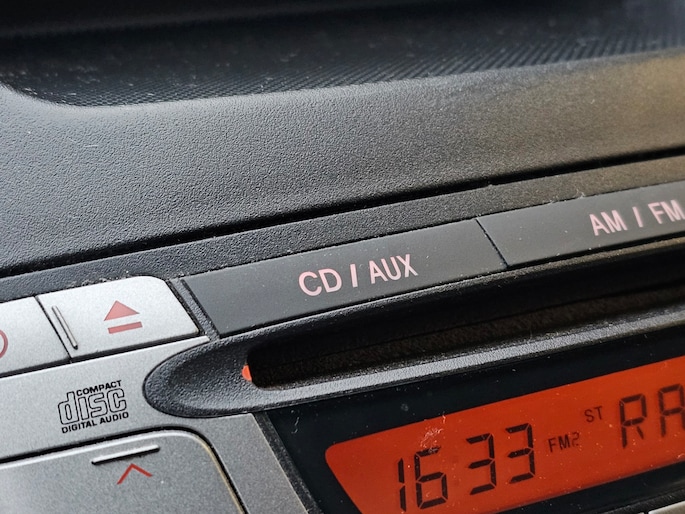 CD / AUX
AM / FM
COMPACT
disc
DIGITAL AUDIO
1633 FM2 ST RA